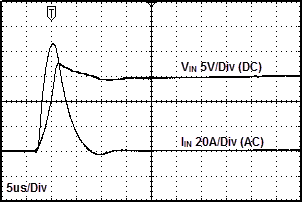 T
VIN 5V/Div (DC)
IIN 20A/Div (AC)
5us/Div